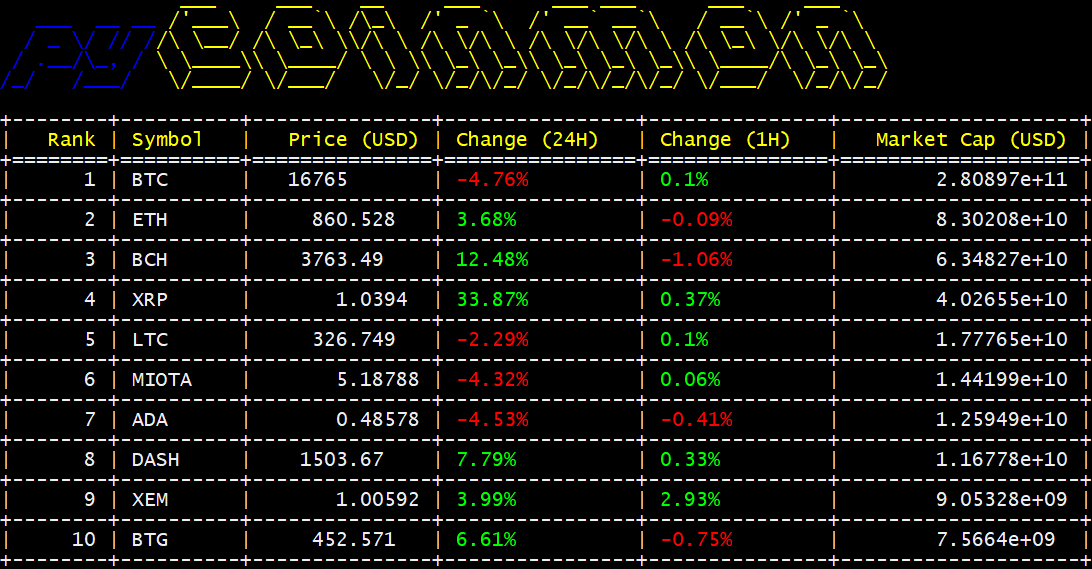 pycoinmon
Rank | Symbol | Price (USD) | Change (24H) | Change (1H) | Market Cap (USD)
1 | BTC | 16765 | -4.76% | 0.1% | 2.80897e+11
2 | ETH | 860.528 | 3.68% | -0.09% | 8.30208e+10
3 | BCH | 3763.49 | 12.48% | -1.06% | 6.34827e+10
4 | XRP | 1.0394 | 33.87% | 0.37% | 4.02655e+10
5 | LTC | 326.749 | -2.29% | 0.1% | 1.77765e+10
6 | MIOTA | 5.18788 | -4.32% | 0.06% | 1.44199e+10
7 | ADA | 0.48578 | -4.53% | -0.41% | 1.25949e+10
8 | DASH | 1503.67 | 7.79% | 0.33% | 1.16778e+10
9 | XEM | 1.00592 | 3.99% | 2.93% | 9.05328e+09
10 | BTG | 452.571 | 6.61% | -0.75% | 7.5664e+09